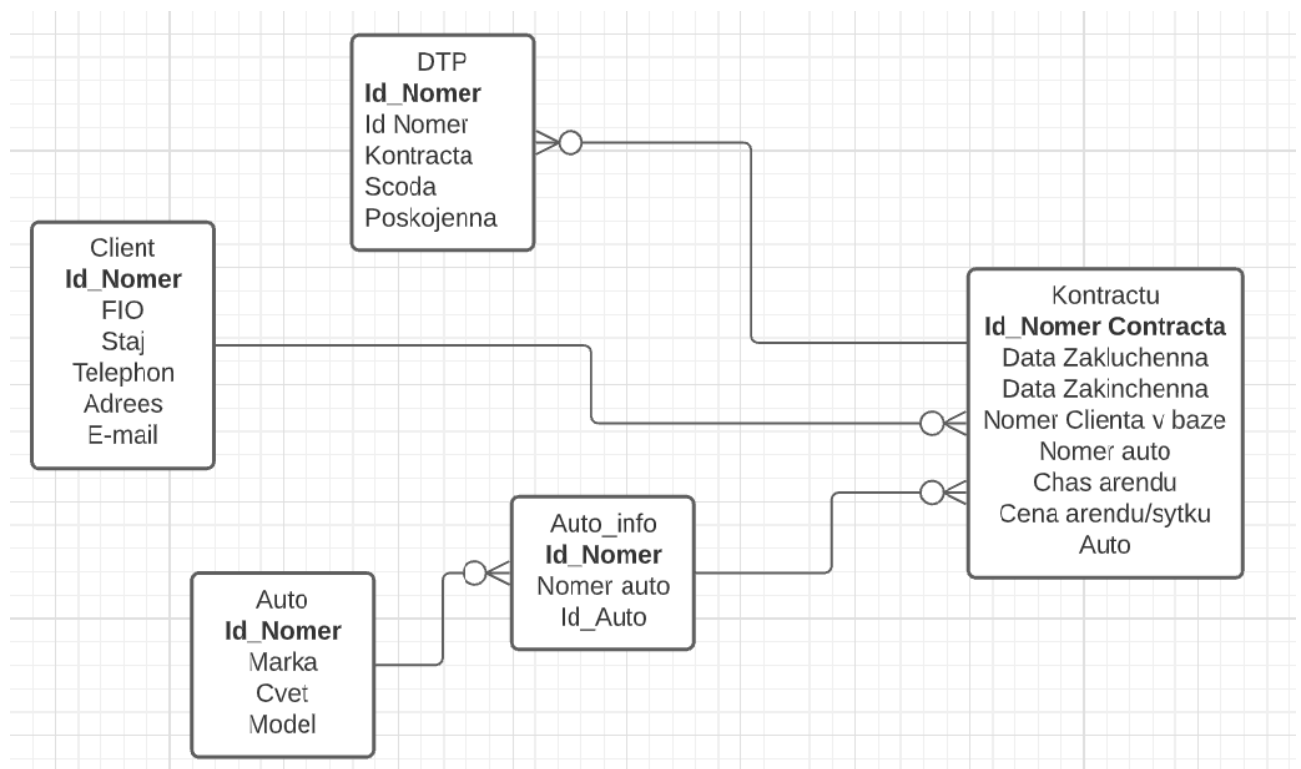 DTP
Id_Nomer
Id Nomer
Kontracta
Scoda
Poskojenna
Client
Id_Nomer
FIO
Staj
Telephon
Adrees
E-mail
Kontractu
Id_Nomer Contracta
Data Zakluchenna
Data Zakinchenna
Nomer Clienta v baze
Nomer auto
Chas arendu
Cena arendu/sytku
Auto
Auto_info
Id_Nomer
Nomer auto
Id_Auto
Auto
Id_Nomer
Marka
Cvet
Model